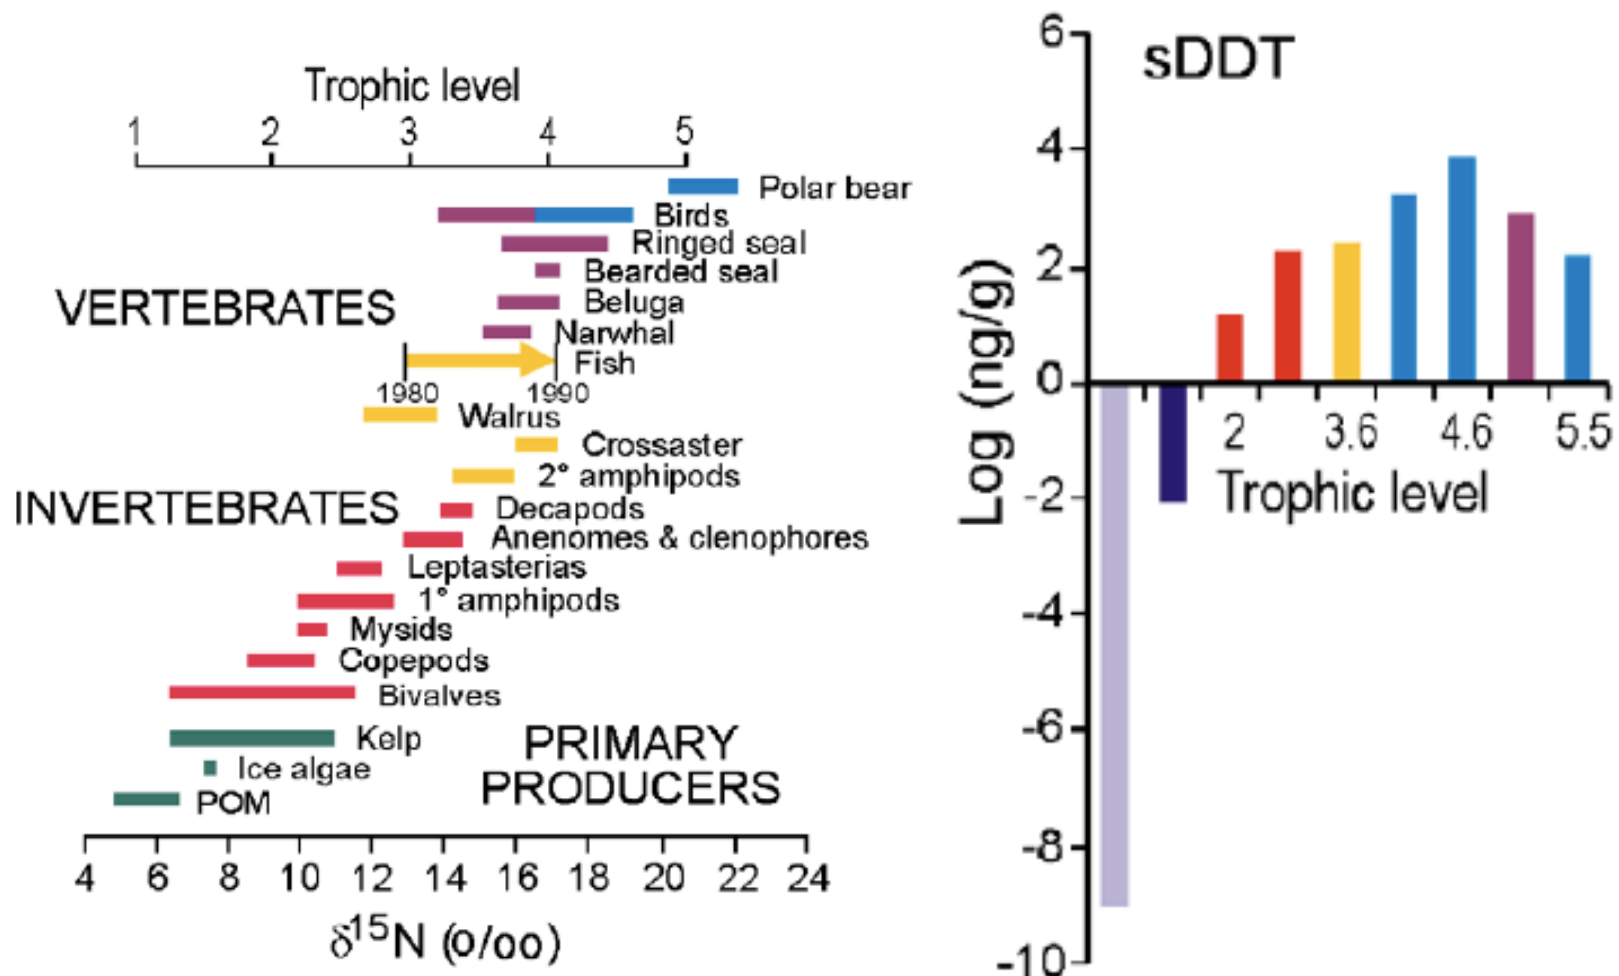 Trophic level
1 2 3 4 5
Polar bear
Birds
Ringed seal
Bearded seal
VERTEBRATES
Beluga
Narwhal
Fish
1980 1990
Walrus
Crossaster
2° amphipods
INVERTEBRATES
Decapods
Anenomes & clenophores
Leptasterias
1° amphipods
Mysids
Copepods
Bivalves
Kelp
PRIMARY
PRODUCERS
Ice algae
POM
4 6 8 10 12 14 16 18 20 22 24
δ15N (o/oo)
sDDT
6
4
2
0
-2
-4
-6
-8
-10
Log (ng/g)
2 3.6 4.6 5.5
Trophic level